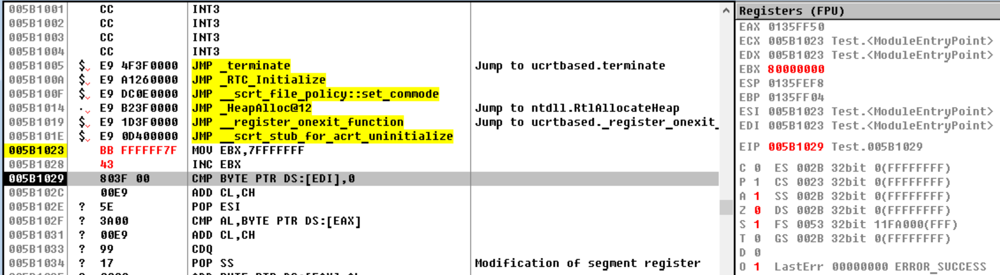 005B1001 CC INT3
005B1002 CC INT3
005B1003 CC INT3
005B1004 CC INT3
005B1005 $ E9 4F3F0000 JMP _terminate Jump to ucrtbased.terminate
005B100A $ E9 A1260000 JMP _RTC_Initialize
005B100F $ E9 DC0E0000 JMP __scrt_file_policy::set_commode
005B1014 . E9 B23F0000 JMP _HeapAlloc@12 Jump to ntdll.RtlAllocateHeap
005B1019 $ E9 1D3F0000 JMP __register_onexit_function Jump to ucrtbased._register_onexit_
005B101E $ E9 0D400000 JMP __scrt_stub_for_acrt_uninitialize
005B1023 BB FFFFFF7F MOV EBX,7FFFFFFF
005B1028 43 INC EBX
005B1029 803F 00 CMP BYTE PTR DS:[EDI],0
005B102C 00E9 ADD CL,CH
005B102E ? 5E POP ESI
005B102F ? 3A00 CMP AL,BYTE PTR DS:[EAX]
005B1031 ? 00E9 ADD CL,CH
005B1033 ? 99 CDQ
005B1034 ? 17 POP SS Modification of segment register
Registers (FPU)
EAX 0135FF50
ECX 005B1023 Test.<ModuleEntryPoint>
EDX 005B1023 Test.<ModuleEntryPoint>
EBX 80000000
ESP 0135FEF8
EBP 0135FF04
ESI 005B1023 Test.<ModuleEntryPoint>
EDI 005B1023 Test.<ModuleEntryPoint>
EIP 005B1029 Test.005B1029
C 0 ES 002B 32bit 0(FFFFFFFF)
P 1 CS 0023 32bit 0(FFFFFFFF)
A 1 SS 002B 32bit 0(FFFFFFFF)
Z 0 DS 002B 32bit 0(FFFFFFFF)
S 1 FS 0053 32bit 11FA000(FFF)
T 0 GS 002B 32bit 0(FFFFFFFF)
D 0
O 1 LastErr 00000000 ERROR_SUCCESS